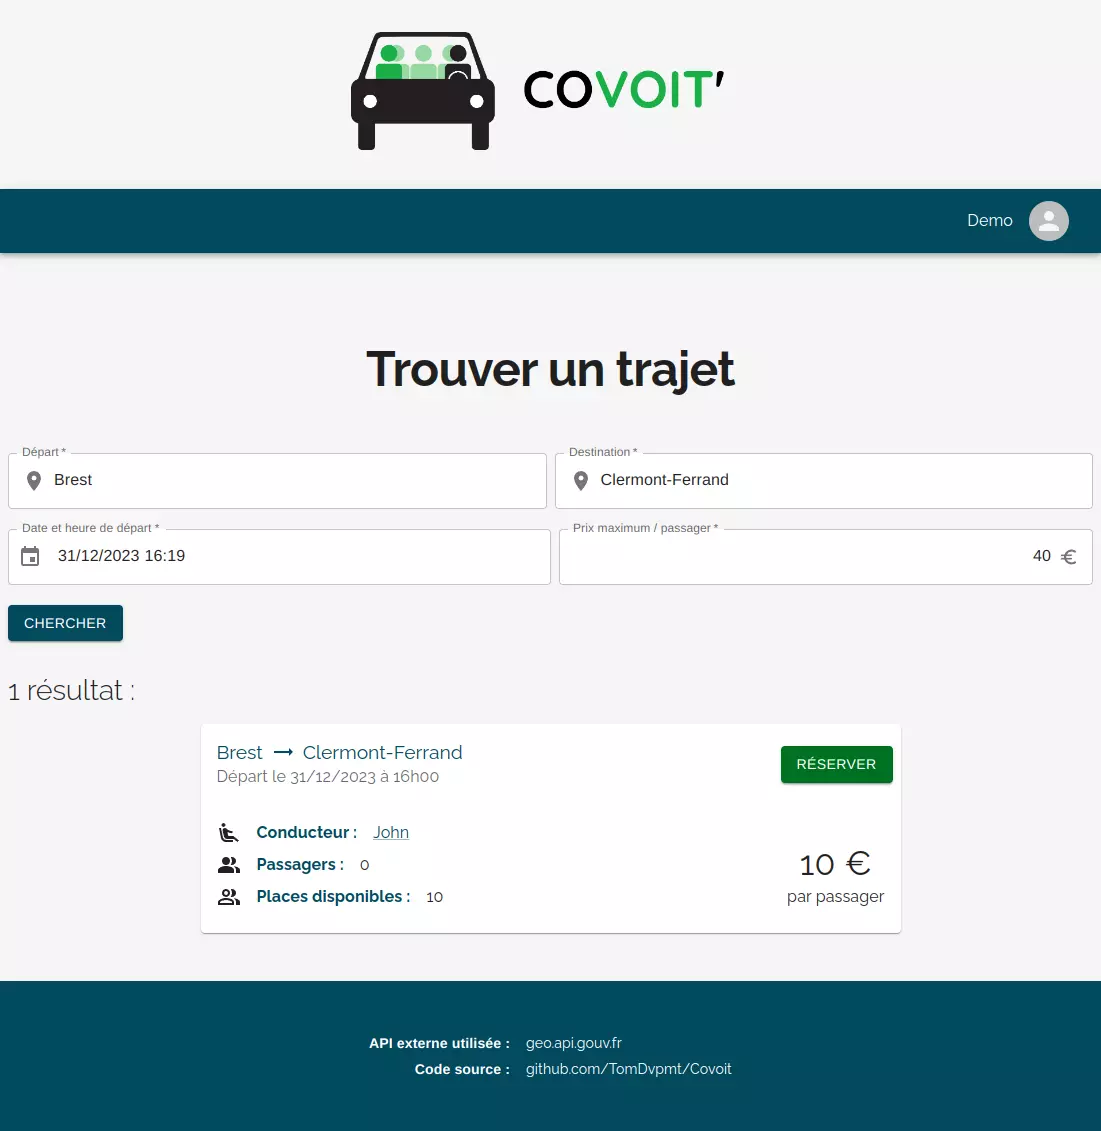 COVOIT'
Demo
Trouver un trajet
Départ *
Brest
Destination *
Clermont-Ferrand
Date et heure de départ *
31/12/2023 16:19
Prix maximum / passager *
40 €
CHERCHER
1 résultat :
Brest → Clermont-Ferrand
Départ le 31/12/2023 à 16h00
RÉSERVER
Conducteur : John
Passagers : 0
Places disponibles : 10
10 €
par passager
API externe utilisée : geo.api.gouv.fr
Code source : github.com/TomDvpmt/Covoit